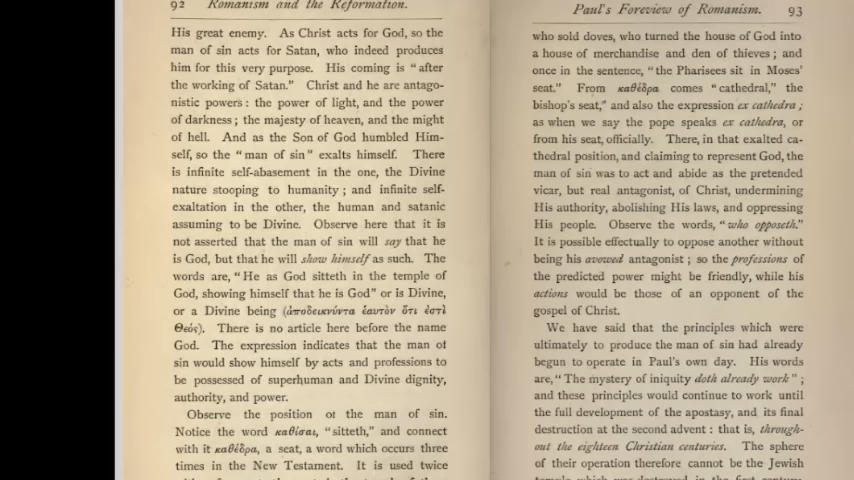 92 Romanism and the Reformation.
His great enemy. As Christ acts for God, so the
man of sin acts for Satan, who indeed produces
him for this very purpose. His coming is “after
the working of Satan.” Christ and he are antago-
nistic powers: the power of light, and the power
of darkness; the majesty of heaven, and the might
of hell. And as the Son of God humbled Him-
self, so the “man of sin” exalts himself. There
is infinite self-abasement in the one, the Divine
nature stooping to humanity; and infinite self-
exaltation in the other, the human and satanic
assuming to be Divine. Observe here that it is
not asserted that the man of sin will say that he
is God, but that he will show himself as such. The
words are, “He as God sitteth in the temple of
God, showing himself that he is God” or is Divine,
or a Divine being (ἀποδεικνύντα ἑαυτὸν ὅτι ἐστὶ
Θεός). There is no article here before the name
God. The expression indicates that the man of
sin would show himself by acts and professions to
be possessed of superhuman and Divine dignity,
authority, and power.
Observe the position of the man of sin.
Notice the word καθίσαι, “sitteth,” and connect
with it καθέδρα, a seat, a word which occurs three
times in the New Testament. It is used twice
Paul's Foreview of Romanism. 93
who sold doves, who turned the house of God into
a house of merchandise and den of thieves; and
once in the sentence, “the Pharisees sit in Moses'
seat.” From καθέδρα comes “cathedral,” the
bishop's seat,” and also the expression ex cathedra;
as when we say the pope speaks ex cathedra, or
from his seat, officially. There, in that exalted ca-
thedral position, and claiming to represent God, the
man of sin was to act and abide as the pretended
vicar, but real antagonist, of Christ, undermining
His authority, abolishing His laws, and oppressing
His people. Observe the words, “who opposeth.”
It is possible effectually to oppose another without
being his avowed antagonist; so the professions of
the predicted power might be friendly, while his
actions would be those of an opponent of the
gospel of Christ.
We have said that the principles which were
ultimately to produce the man of sin had already
begun to operate in Paul's own day. His words
are, “The mystery of iniquity doth already work”;
and these principles would continue to work until
the full development of the apostasy, and its final
destruction at the second advent: that is, through-
out the eighteen Christian centuries. The sphere
of their operation therefore cannot be the Jewish